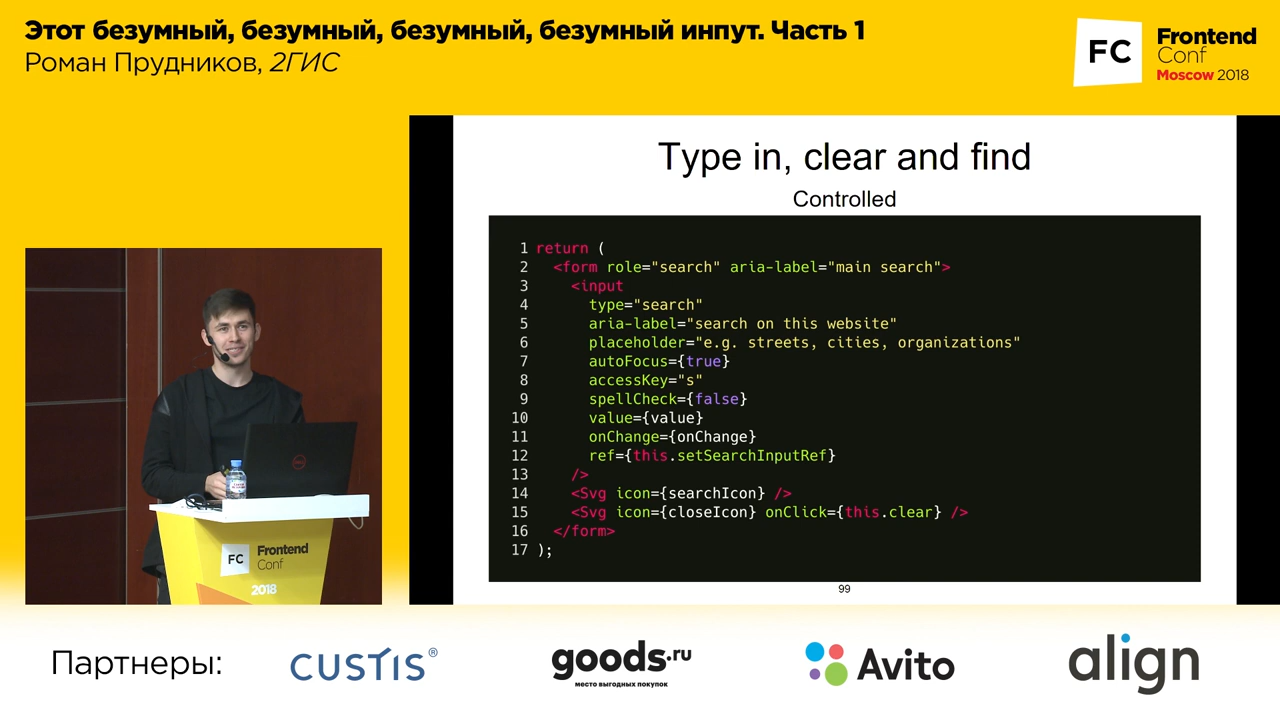 Этот безумный, безумный, безумный, безумный инпут. Часть 1
Роман Прудников, 2ГИС
FC
Frontend
Conf
Moscow 2018
Type in, clear and find
Controlled
1 return (
2 <form role="search" aria-label="main search">
3 <input
4 type="search"
5 aria-label="search on this website"
6 placeholder="e.g. streets, cities, organizations"
7 autoFocus={true}
8 accessKey="s"
9 spellCheck={false}
10 value={value}
11 onChange={onChange}
12 ref={this.setSearchInputRef}
13 />
14 <Svg icon={searchIcon} />
15 <Svg icon={closeIcon} onClick={this.clear} />
16 </form>
17 );
99
FC
Frontend
Conf
2018
Партнеры:
CUSTIS®
goods.ru
место выгодных покупок
Avito
align